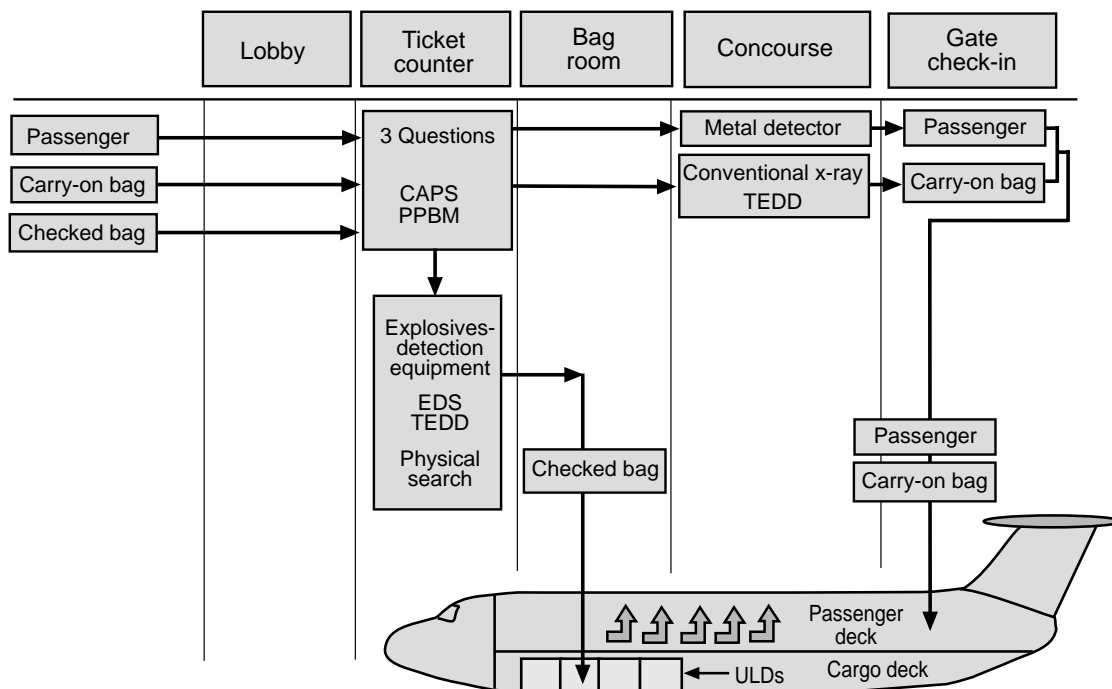 Lobby
Ticket
counter
Bag
room
Concourse
Gate
check-in
Passenger
Carry-on bag
Checked bag
3 Questions
CAPS
PPBM
Metal detector
Conventional x-ray
TEDD
Passenger
Carry-on bag
Explosives-
detection
equipment
EDS
TEDD
Physical
search
Checked bag
Passenger
Carry-on bag
Passenger
deck
ULDs
Cargo deck